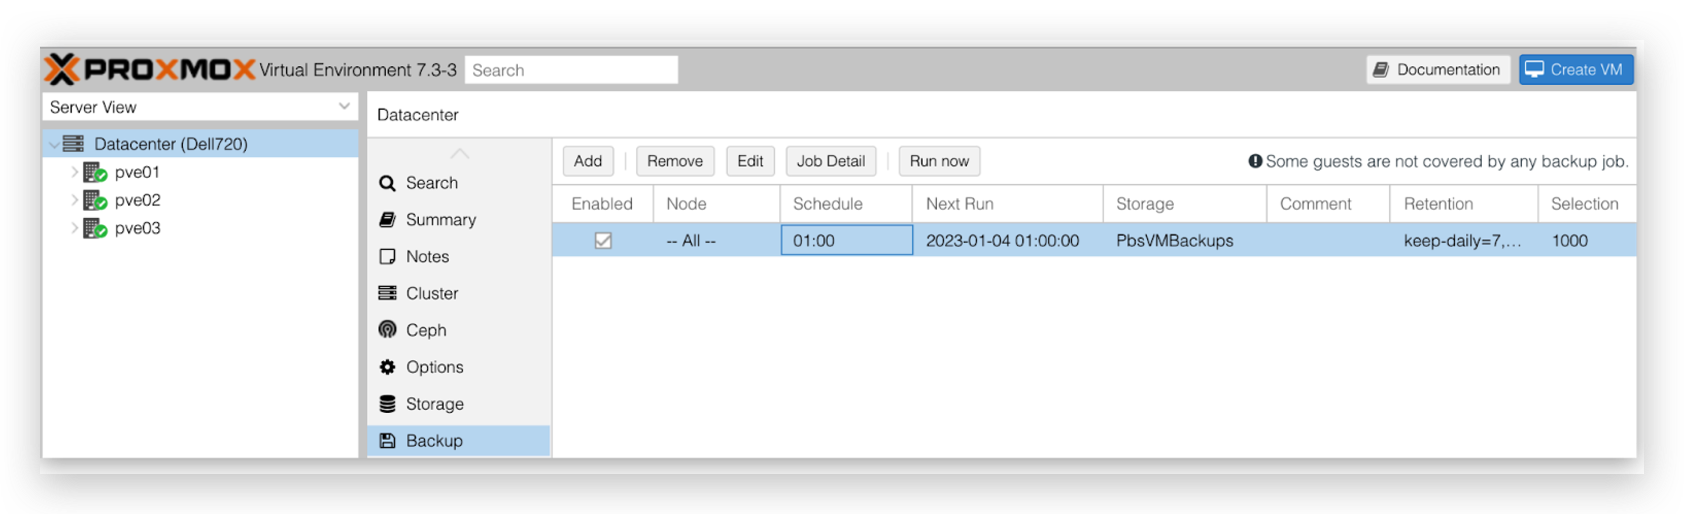 PROXMOX Virtual Environment 7.3-3 Search Documentation Create VM
Server View
Datacenter (Dell720)
pve01
pve02
pve03
Datacenter
Search
Summary
Notes
Cluster
Ceph
Options
Storage
Backup
Add Remove Edit Job Detail Run now Some guests are not covered by any backup job.
Enabled Node Schedule Next Run Storage Comment Retention Selection
-- All -- 01:00 2023-01-04 01:00:00 PbsVMBackups keep-daily=7,... 1000